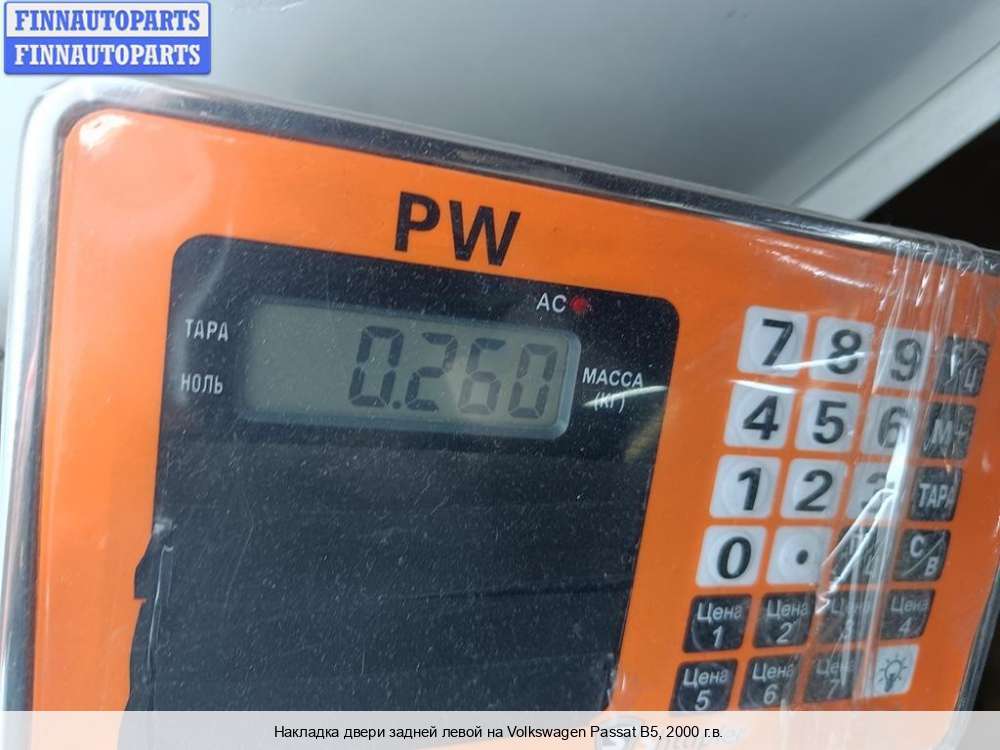 FINNAUTOPARTS
FINNAUTOPARTS
PW
AC
ТАРА
НОЛЬ
0.260
МАССА
(КГ)
7 8 9
4 5 6 М
1 2 3 ТАРА
0 . С/В
Цена 1 Цена 2 Цена 4
Цена 5 Цена 6 Цена 7
Накладка двери задней левой на Volkswagen Passat B5, 2000 г.в.